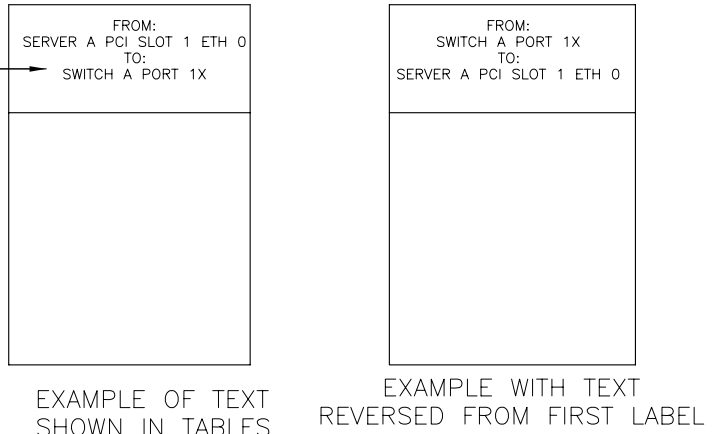 FROM:
SERVER A PCI SLOT 1 ETH 0
TO:
SWITCH A PORT 1X
FROM:
SWITCH A PORT 1X
TO:
SERVER A PCI SLOT 1 ETH 0
EXAMPLE OF TEXT
SHOWN IN TABLES
EXAMPLE WITH TEXT
REVERSED FROM FIRST LABEL